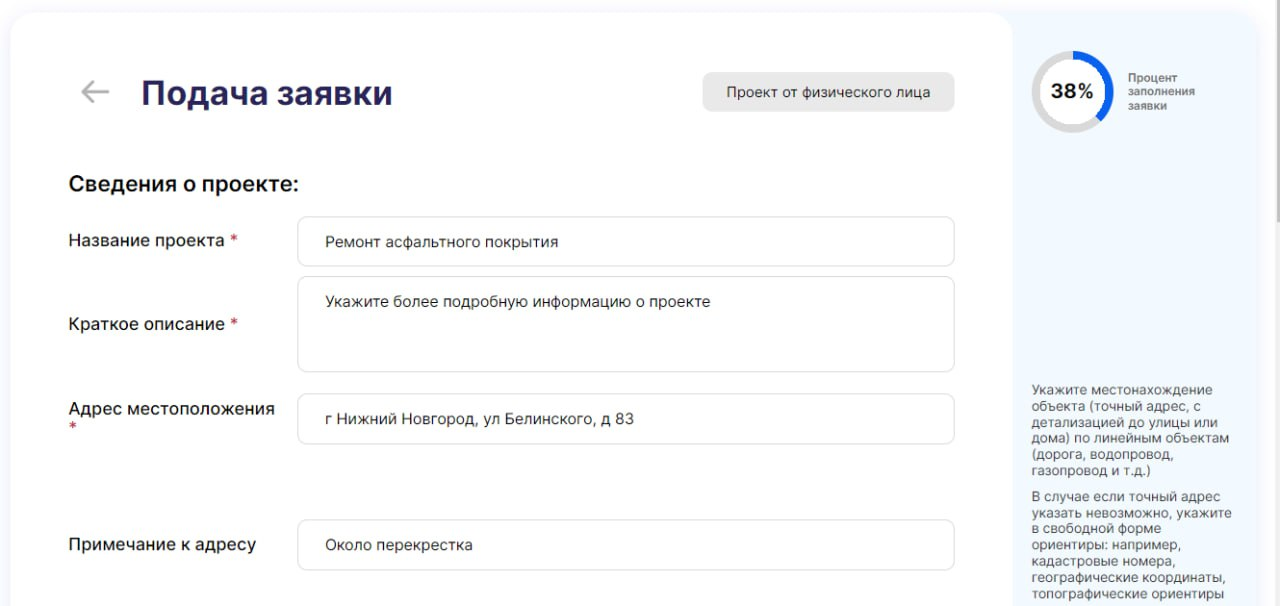 Подача заявки
Проект от физического лица
38%
Процент
заполнения
заявки
Сведения о проекте:
Название проекта *
Ремонт асфальтного покрытия
Краткое описание *
Укажите более подробную информацию о проекте
Адрес местоположения
*
г Нижний Новгород, ул Белинского, д 83
Примечание к адресу
Около перекрестка
Укажите местонахождение
объекта (точный адрес, с
детализацией до улицы или
дома) по линейным объектам
(дорога, водопровод,
газопровод и т.д.)
В случае если точный адрес
указать невозможно, укажите
в свободной форме
ориентиры: например,
кадастровые номера,
географические координаты,
топографические ориентиры